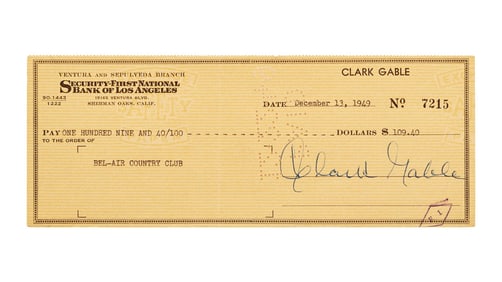 CLARK GABLE
VENTURA AND SEPULVEDA BRANCH
SECURITY-FIRST NATIONAL
BANK OF LOS ANGELES
15165 VENTURA BLVD.
SHERMAN OAKS, CALIF.
90-1443
1222
DATE December 13, 1949 No 7215
PAY ONE HUNDRED NINE AND 40/100 - - - - - - - - - - - - - - - - - - - - DOLLARS $ 109.40
TO THE ORDER OF
BEL-AIR COUNTRY CLUB
Clark Gable